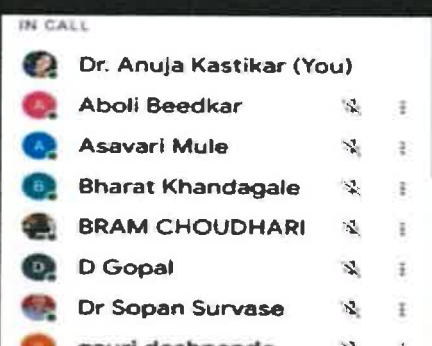 IN CALL
Dr. Anuja Kastikar (You)
A Aboli Beedkar
A Asavari Mule
B Bharat Khandagale
BRAM CHOUDHARI
D D Gopal
Dr Sopan Survase